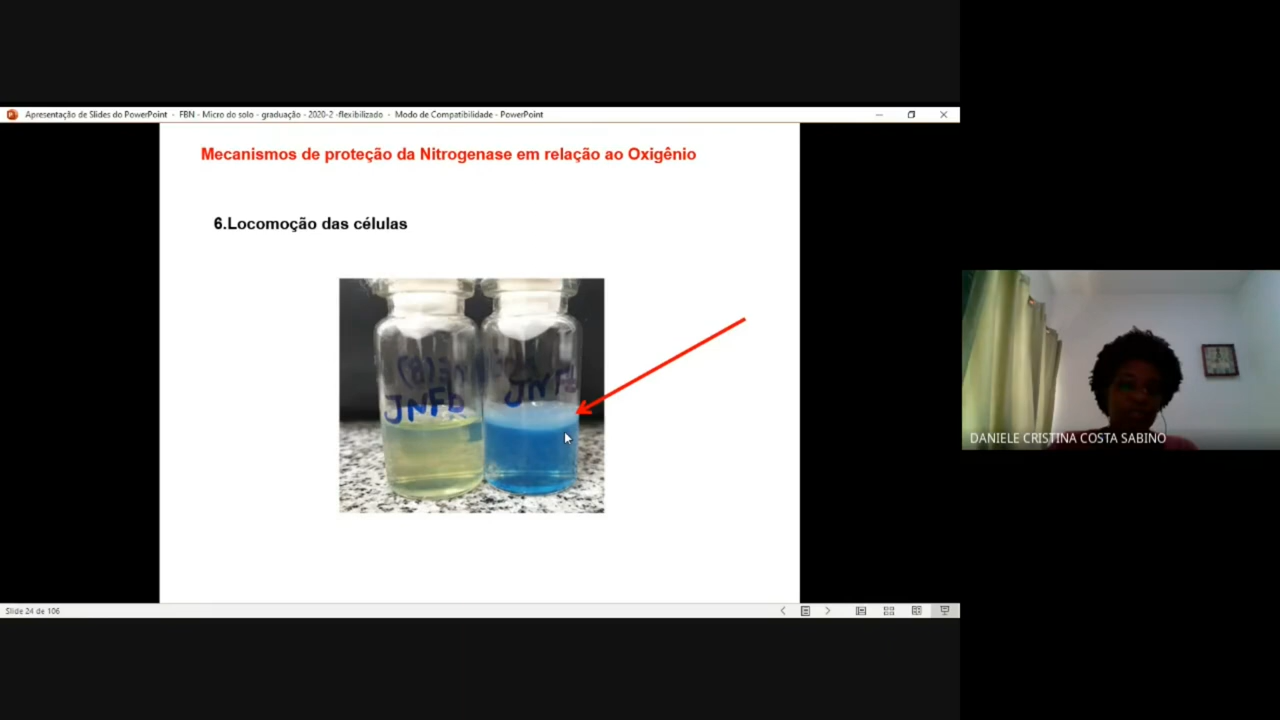 Apresentação de Slides do PowerPoint - FBN - Micro do solo - graduação - 2020-2 -flexibilizado - Modo de Compatibilidade - PowerPoint
Mecanismos de proteção da Nitrogenase em relação ao Oxigênio
6.Locomoção das células
DANIELE CRISTINA COSTA SABINO
Slide 24 de 106